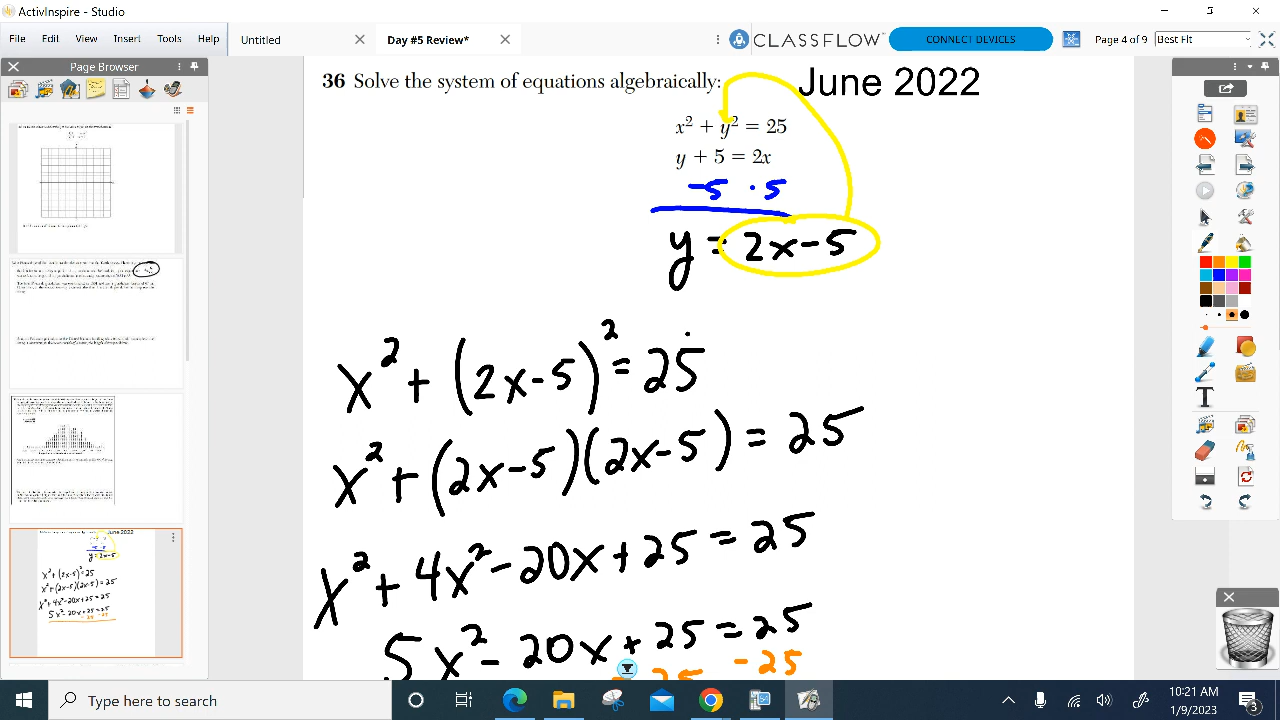 ActivInspire - Studio
File Edit View Insert Tools Help
Untitled
Day #5 Review*
CLASSFLOW
CONNECT DEVICES
Page 4 of 9
Best Fit
Page Browser
36 Solve the system of equations algebraically:
June 2022
x² + y² = 25
y + 5 = 2x
-5 · 5
y = 2x-5
x² + (2x-5)² = 25
x² + (2x-5)(2x-5) = 25
x² + 4x² - 20x + 25 = 25
5x² - 20x + 25 = 25
- 25 - 25
T
June 2022
Type here to search
10:21 AM
1/9/2023
3